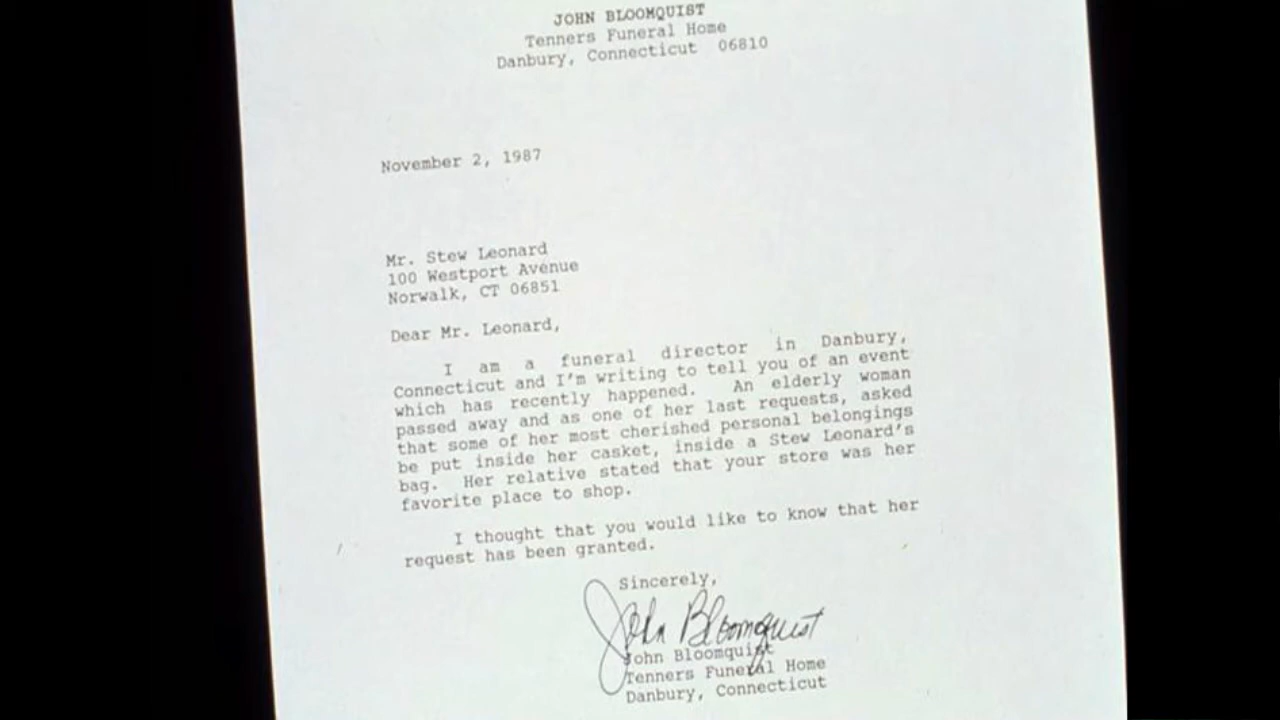 JOHN BLOOMQUIST
Tenners Funeral Home
Danbury, Connecticut 06810
November 2, 1987
Mr. Stew Leonard
100 Westport Avenue
Norwalk, CT 06851
Dear Mr. Leonard,
I am a funeral director in Danbury,
Connecticut and I'm writing to tell you of an event
which has recently happened. An elderly woman
passed away and as one of her last requests, asked
that some of her most cherished personal belongings
be put inside her casket, inside a Stew Leonard's
bag. Her relative stated that your store was her
favorite place to shop.
I thought that you would like to know that her
request has been granted.
Sincerely,
John Bloomquist
John Bloomquist
Tenners Funeral Home
Danbury, Connecticut